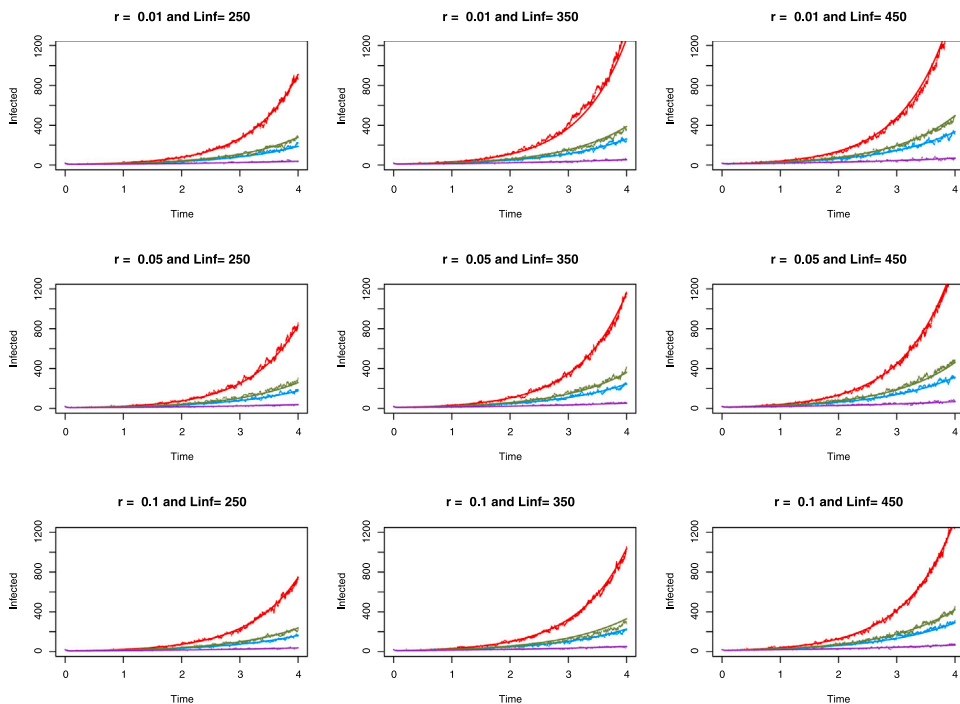 r = 0.01 and Linf= 250
r = 0.01 and Linf= 350
r = 0.01 and Linf= 450
Infected
0 400 800 1200
0 1 2 3 4
Time
Infected
0 400 800 1200
0 1 2 3 4
Time
Infected
0 400 800 1200
0 1 2 3 4
Time
r = 0.05 and Linf= 250
r = 0.05 and Linf= 350
r = 0.05 and Linf= 450
Infected
0 400 800 1200
0 1 2 3 4
Time
Infected
0 400 800 1200
0 1 2 3 4
Time
Infected
0 400 800 1200
0 1 2 3 4
Time
r = 0.1 and Linf= 250
r = 0.1 and Linf= 350
r = 0.1 and Linf= 450
Infected
0 400 800 1200
0 1 2 3 4
Time
Infected
0 400 800 1200
0 1 2 3 4
Time
Infected
0 400 800 1200
0 1 2 3 4
Time